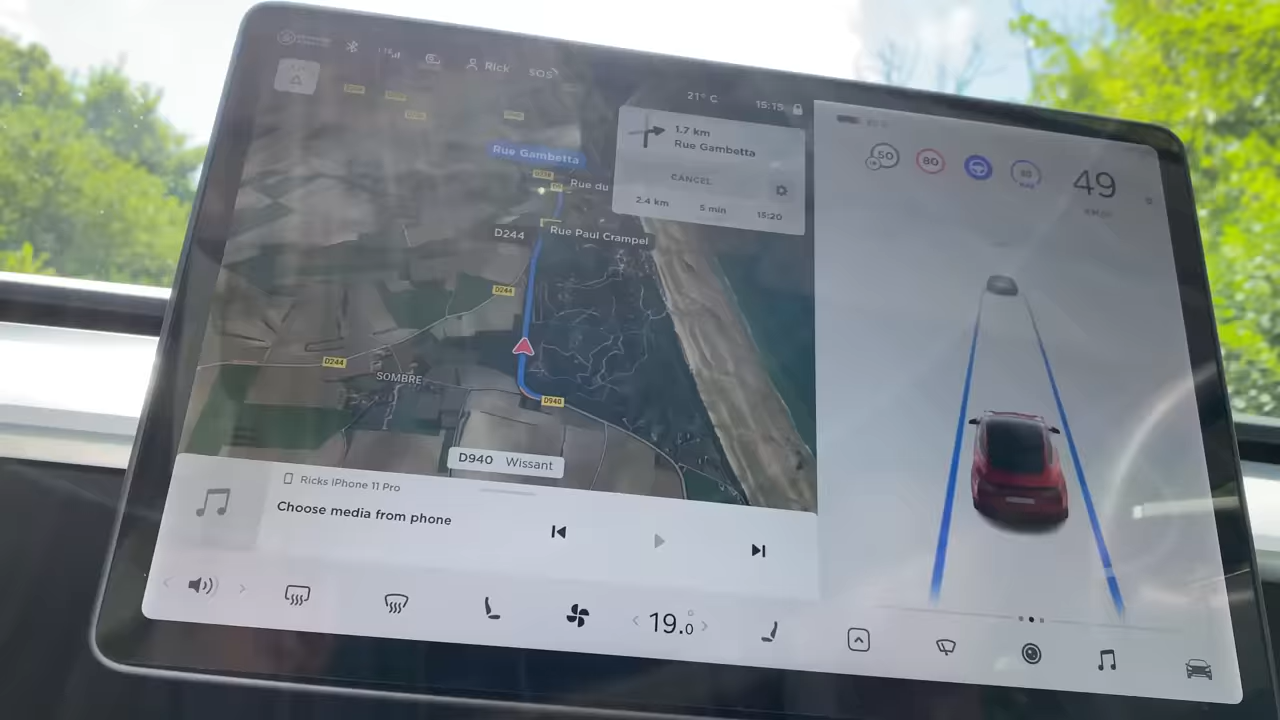 Rick
SOS
21° C
15:15
1.7 km
Rue Gambetta
CANCEL
2.4 km
5 min
15:20
Rue Gambetta
Rue du
D244
Rue Paul Crampel
D244
D244
SOMBRE
D940
D940 Wissant
50
80
80
MAX
49
KM/H
Ricks iPhone 11 Pro
Choose media from phone
19.0